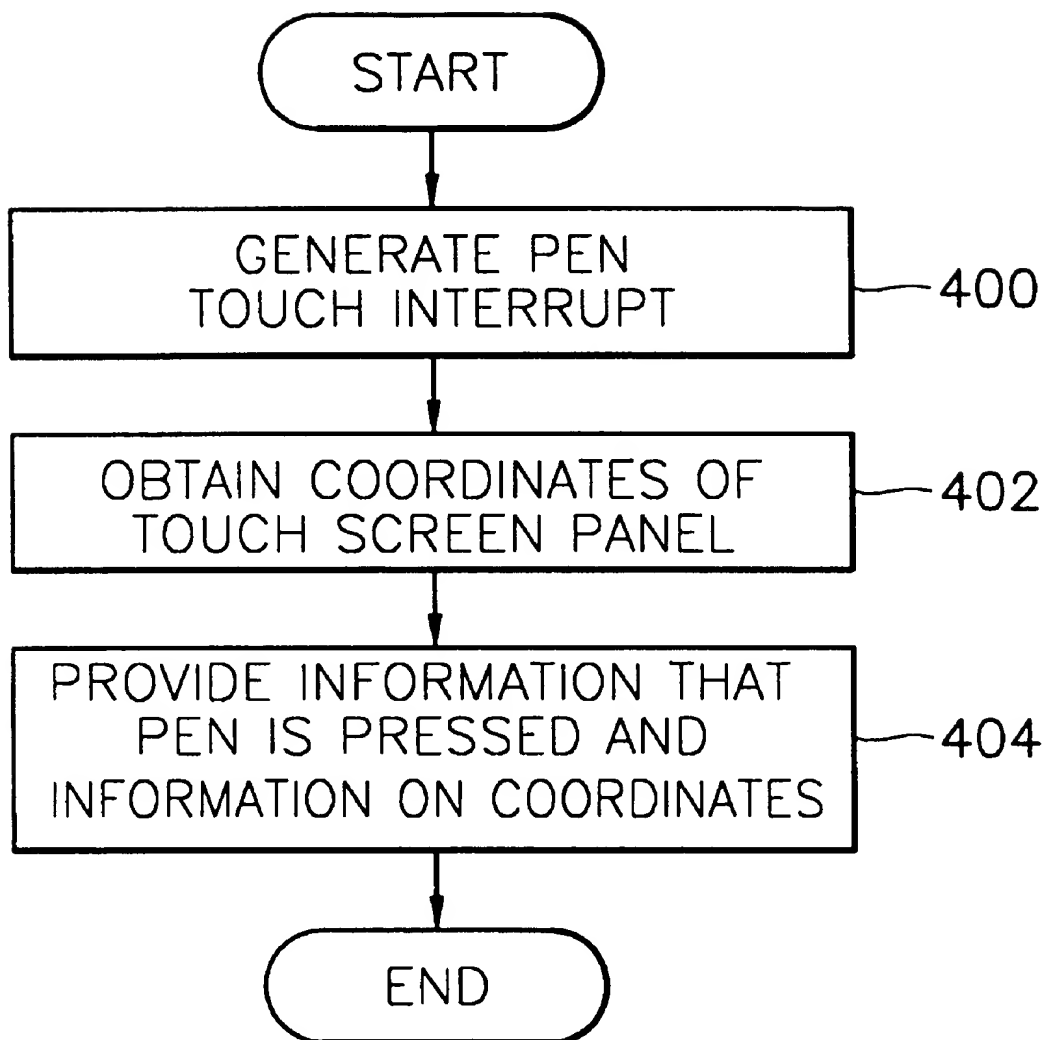 START
GENERATE PEN
TOUCH INTERRUPT
400
OBTAIN COORDINATES OF
TOUCH SCREEN PANEL
402
PROVIDE INFORMATION THAT
PEN IS PRESSED AND
INFORMATION ON COORDINATES
404
END